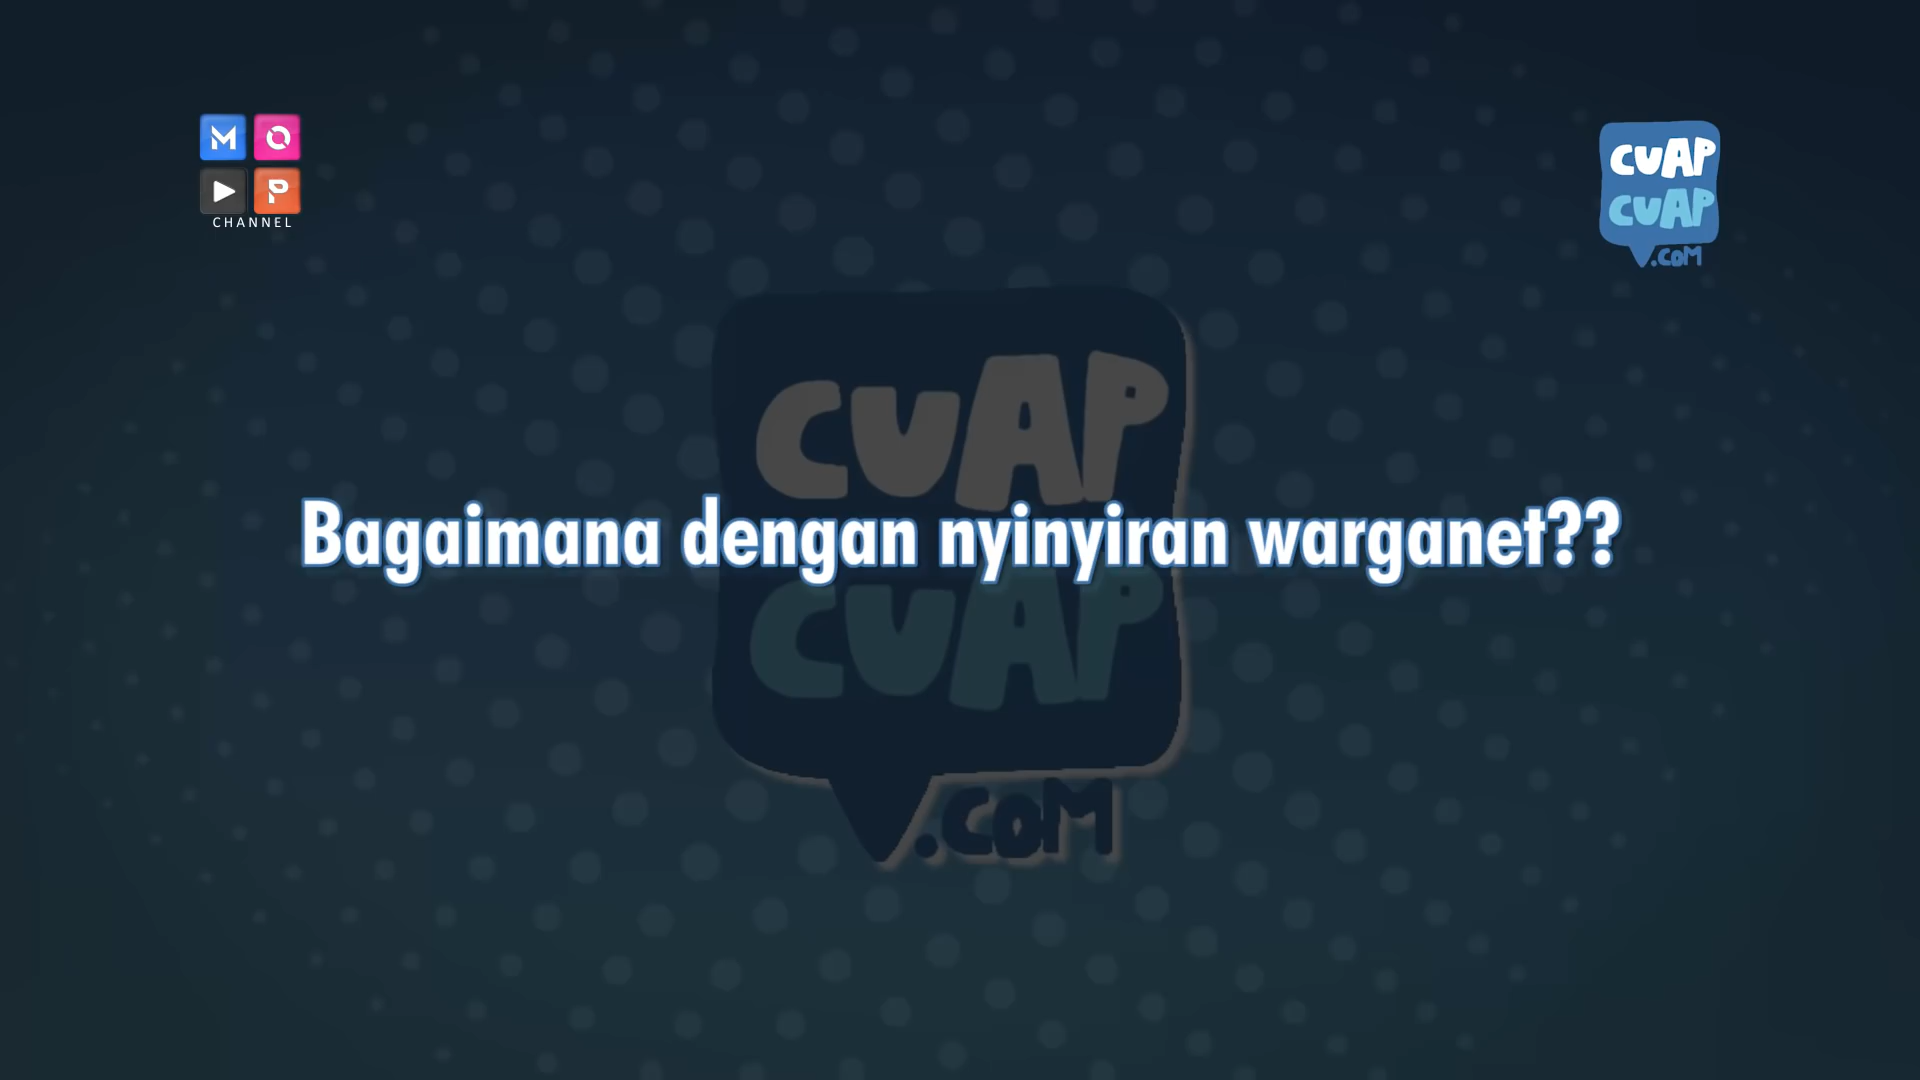 M O
P
CHANNEL
CUAP
CUAP
.COM
CUAP
Bagaimana dengan nyinyiran warganet??
CUAP
.COM